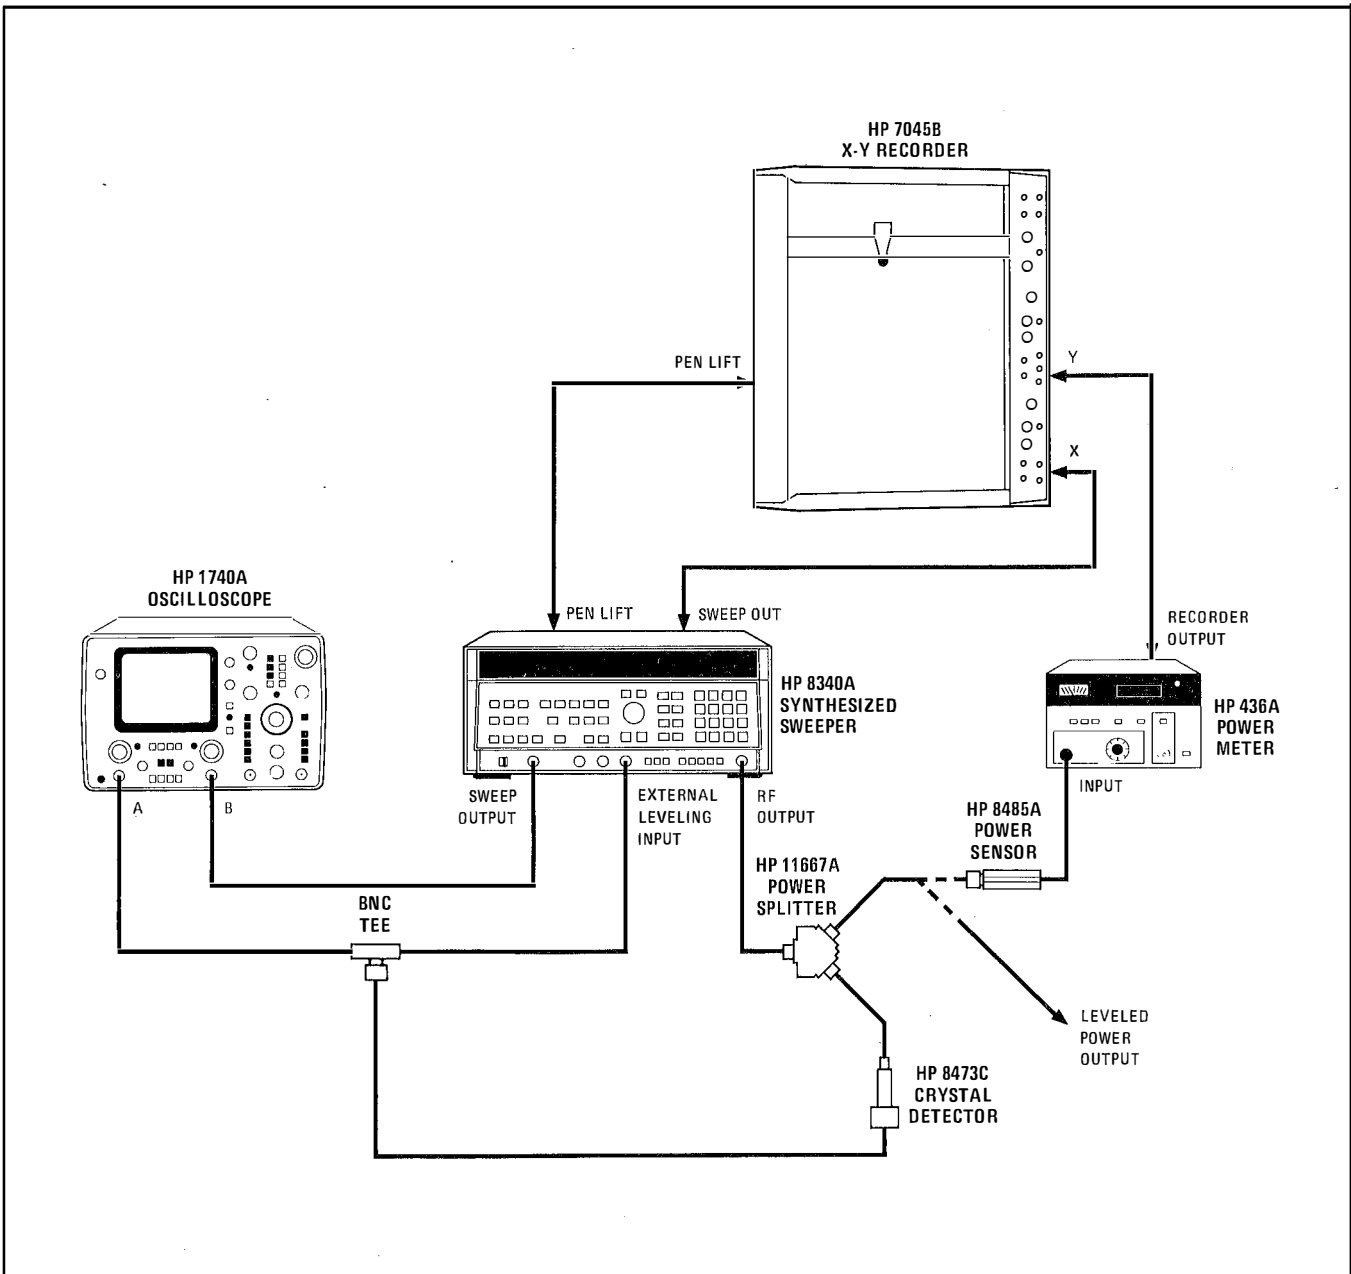 HP 7045B
X-Y RECORDER
PEN LIFT
Y
X
HP 1740A
OSCILLOSCOPE
PEN LIFT
SWEEP OUT
RECORDER
OUTPUT
HP 8340A
SYNTHESIZED
SWEEPER
HP 436A
POWER
METER
A
B
SWEEP
OUTPUT
EXTERNAL
LEVELING
INPUT
RF
OUTPUT
INPUT
HP 8485A
POWER
SENSOR
HP 11667A
POWER
SPLITTER
BNC
TEE
LEVELED
POWER
OUTPUT
HP 8473C
CRYSTAL
DETECTOR